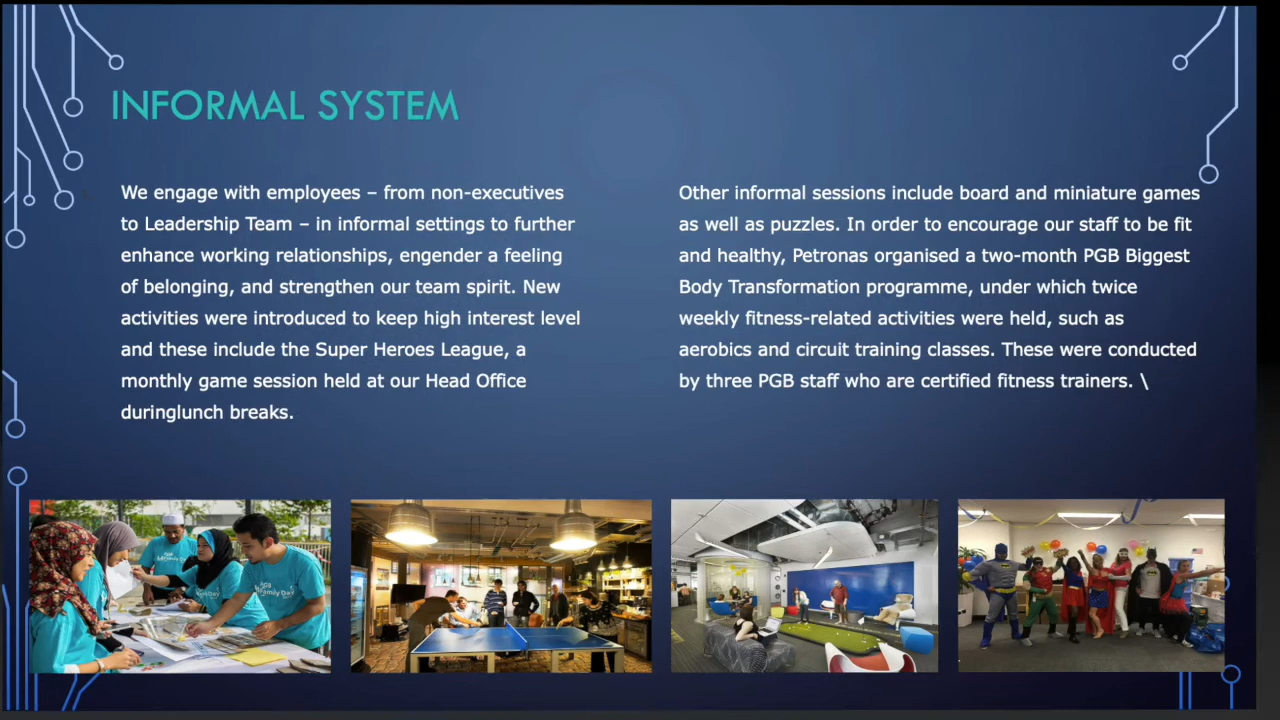 INFORMAL SYSTEM
We engage with employees – from non-executives
to Leadership Team – in informal settings to further
enhance working relationships, engender a feeling
of belonging, and strengthen our team spirit. New
activities were introduced to keep high interest level
and these include the Super Heroes League, a
monthly game session held at our Head Office
duringlunch breaks.
Other informal sessions include board and miniature games
as well as puzzles. In order to encourage our staff to be fit
and healthy, Petronas organised a two-month PGB Biggest
Body Transformation programme, under which twice
weekly fitness-related activities were held, such as
aerobics and circuit training classes. These were conducted
by three PGB staff who are certified fitness trainers. \